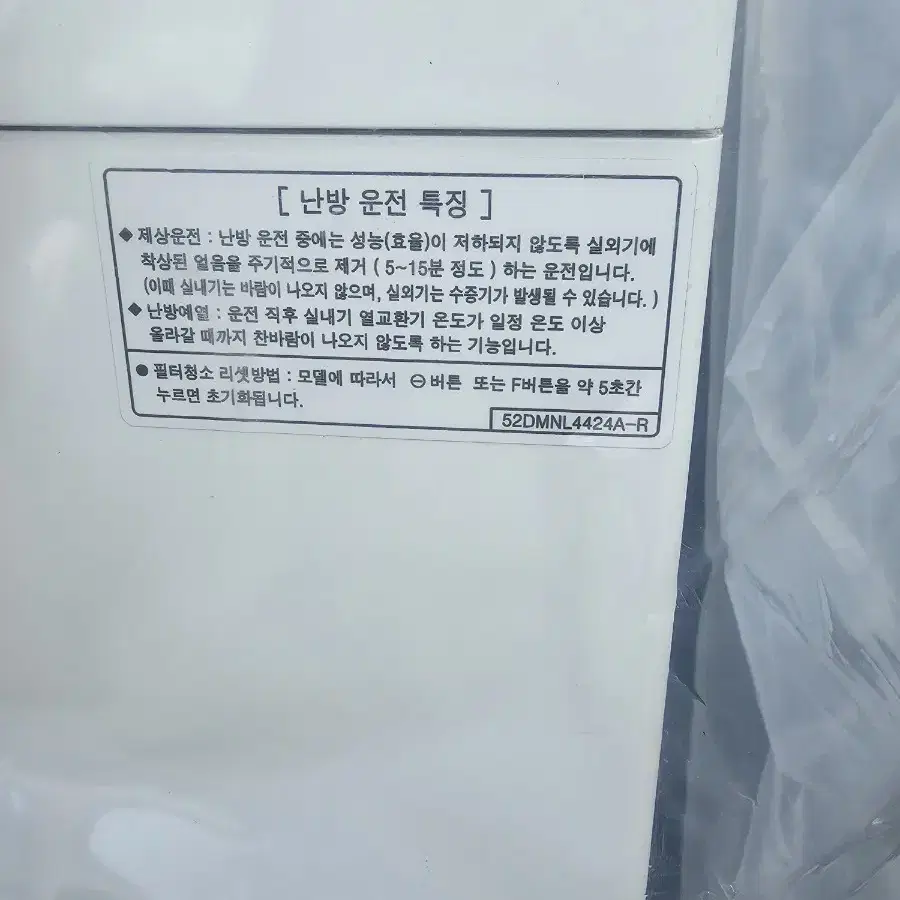 [ 난방 운전 특징 ]
◆ 제상운전 : 난방 운전 중에는 성능(효율)이 저하되지 않도록 실외기에
착상된 얼음을 주기적으로 제거 ( 5~15분 정도 ) 하는 운전입니다.
(이때 실내기는 바람이 나오지 않으며, 실외기는 수증기가 발생될 수 있습니다. )
◆ 난방예열 : 운전 직후 실내기 열교환기 온도가 일정 온도 이상
올라갈 때까지 찬바람이 나오지 않도록 하는 기능입니다.
● 필터청소 리셋방법 : 모델에 따라서 ⊖버튼 또는 F버튼을 약 5초간
누르면 초기화됩니다.
52DMNL4424A-R